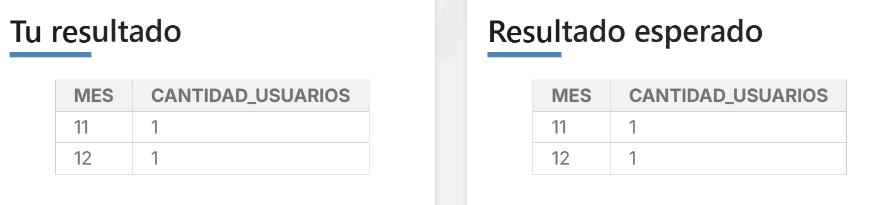 Tu resultado
MES CANTIDAD_USUARIOS
11 1
12 1
Resultado esperado
MES CANTIDAD_USUARIOS
11 1
12 1